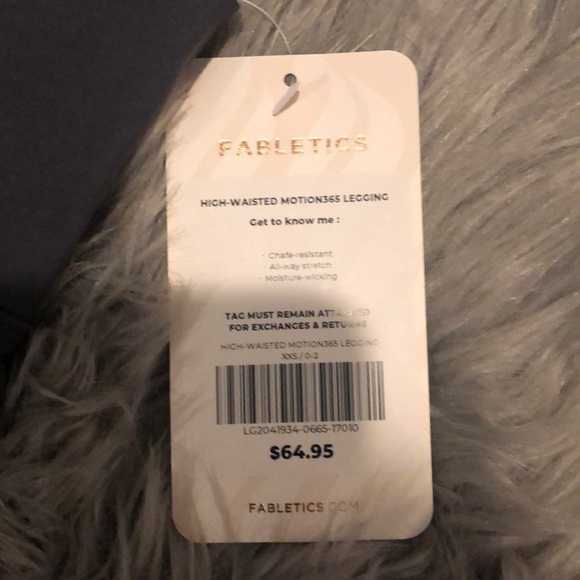 FABLETICS
HIGH-WAISTED MOTION365 LEGGING
Get to know me :
· Chafe-resistant
· All-way stretch
· Moisture-wicking
TAG MUST REMAIN ATTACHED
FOR EXCHANGES & RETURNS
HIGH-WAISTED MOTION365 LEGGING
XXS / 0-2
LG2041934-0665-17010
$64.95
FABLETICS.COM